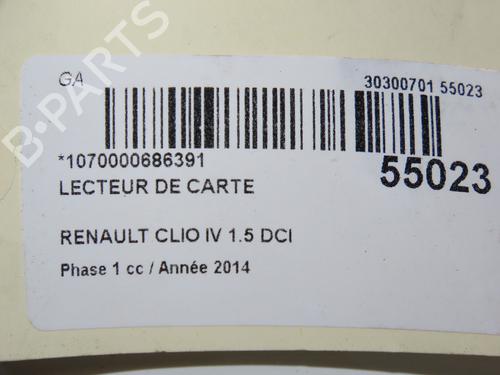 GA
30300701 55023
*1070000686391
55023
LECTEUR DE CARTE
RENAULT CLIO IV 1.5 DCI
Phase 1 cc / Année 2014
B-PARTS